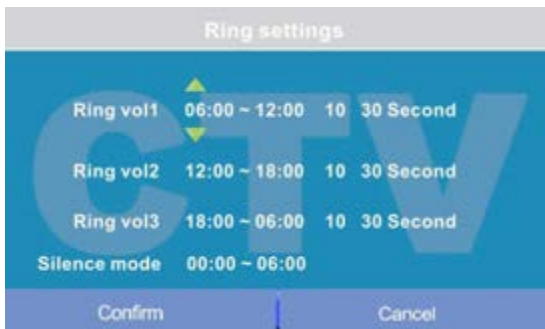 Ring settings
CTV
Ring vol1 06:00 ~ 12:00 10 30 Second
Ring vol2 12:00 ~ 18:00 10 30 Second
Ring vol3 18:00 ~ 06:00 10 30 Second
Silence mode 00:00 ~ 06:00
Confirm Cancel